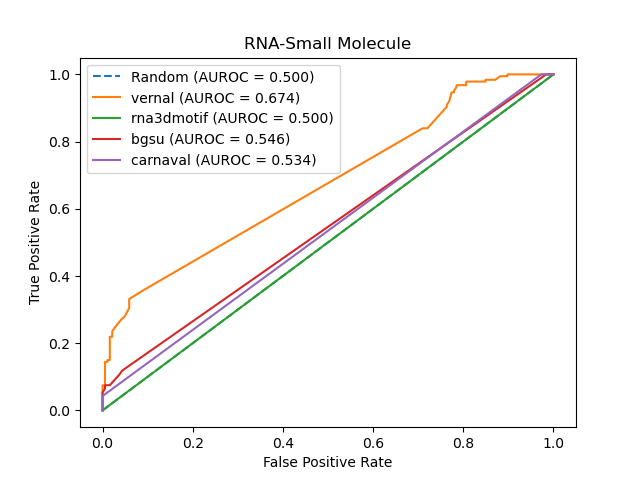 RNA-Small Molecule
Random (AUROC = 0.500)
vernal (AUROC = 0.674)
rna3dmotif (AUROC = 0.500)
bgsu (AUROC = 0.546)
carnaval (AUROC = 0.534)
True Positive Rate
1.0
0.8
0.6
0.4
0.2
0.0
0.0 0.2 0.4 0.6 0.8 1.0
False Positive Rate